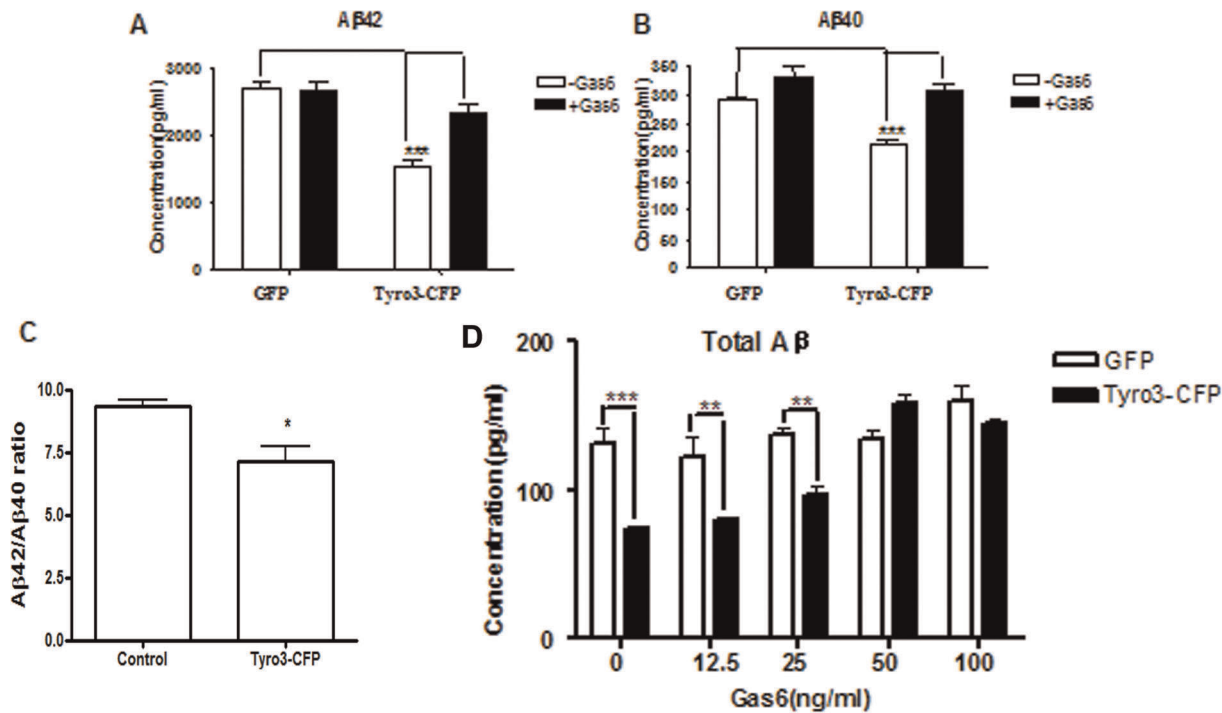 A
Aβ42
3000
2000
1000
0
Concentration(pg/ml)
***
GFP
Tyro3-CFP
-Gas6
+Gas6
B
Aβ40
350
300
250
200
150
100
50
0
Concentration(pg/ml)
***
GFP
Tyro3-CFP
-Gas6
+Gas6
C
10.0
7.5
5.0
2.5
0.0
Aβ42/Aβ40 ratio
*
Control
Tyro3-CFP
D
Total A β
200
100
0
Concentration(pg/ml)
***
**
**
0 12.5 25 50 100
Gas6(ng/ml)
GFP
Tyro3-CFP